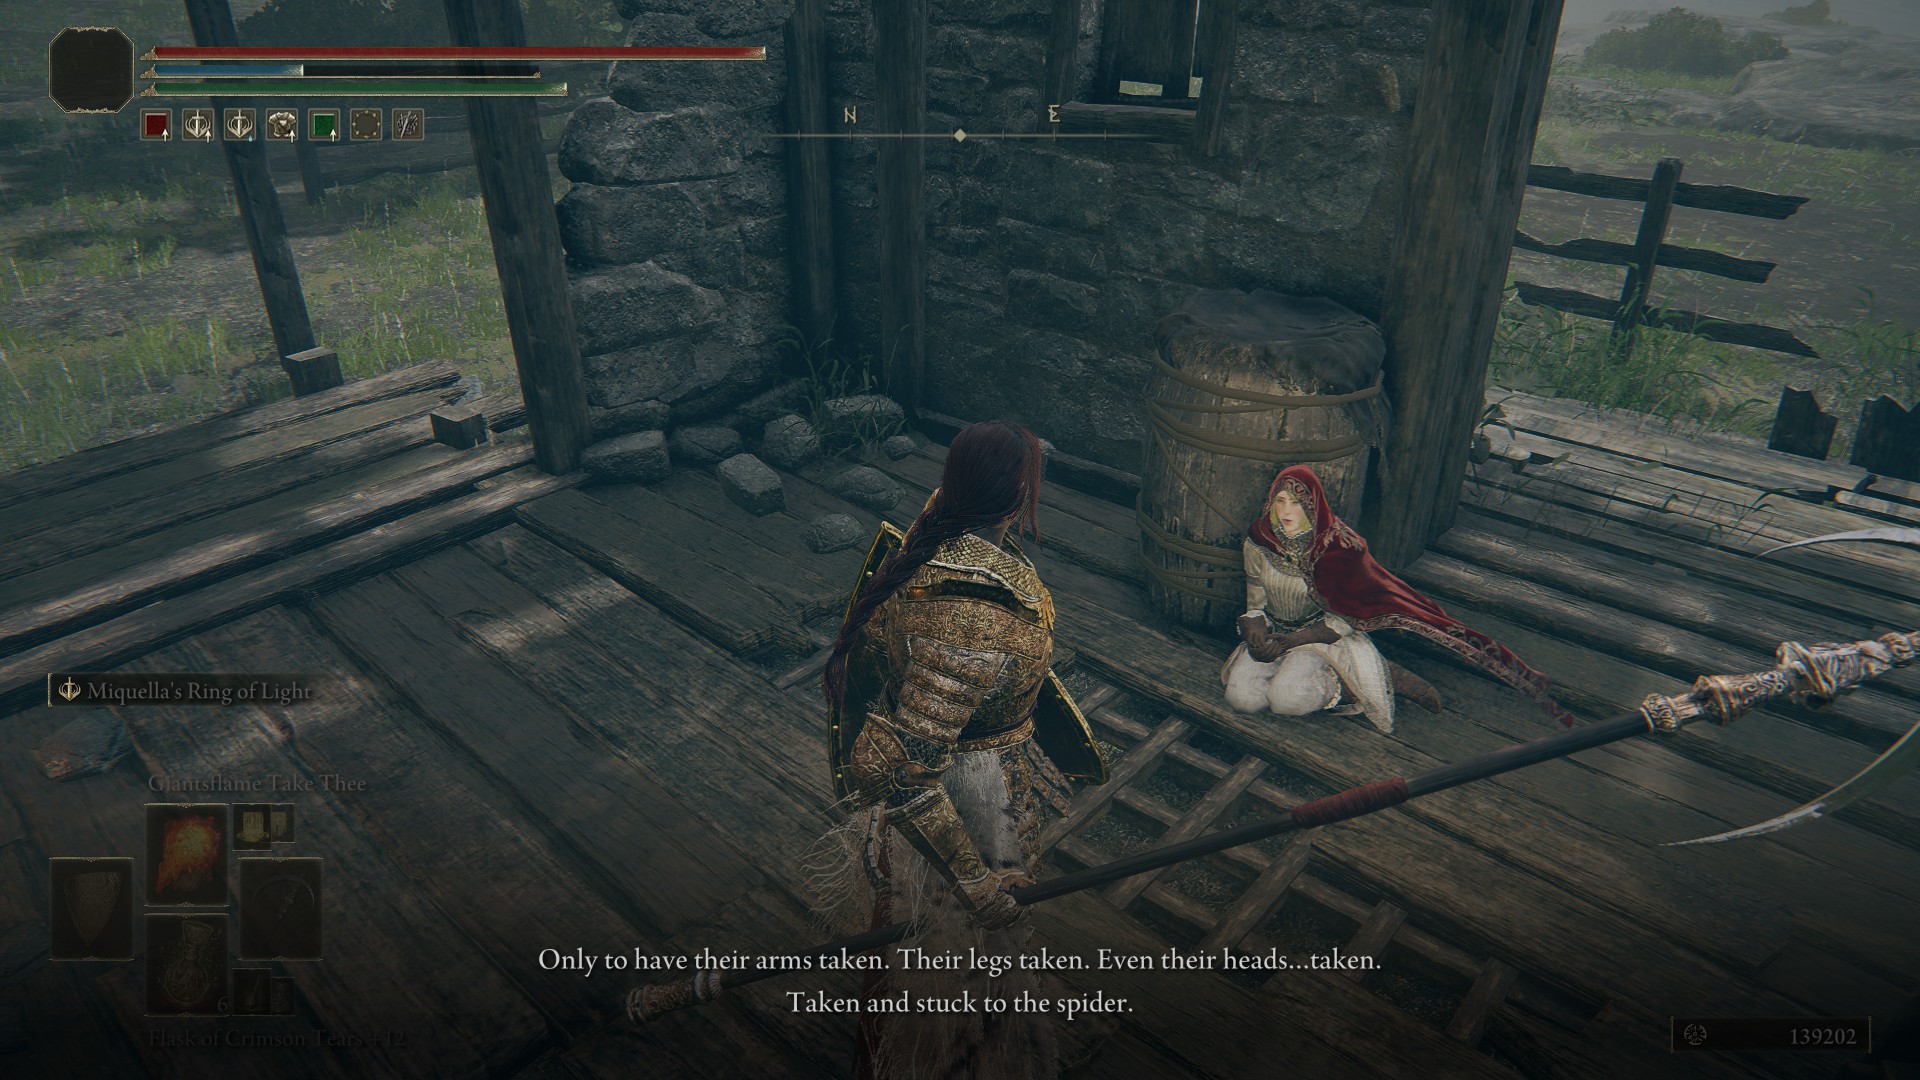 N E
Miquella's Ring of Light
Giantsflame Take Thee
6
Flask of Crimson Tears +12
Only to have their arms taken. Their legs taken. Even their heads...taken.
Taken and stuck to the spider.
139202